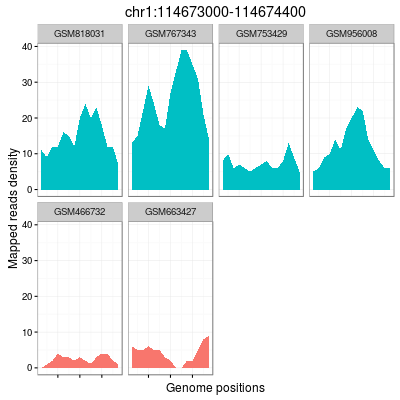 chr1:114673000-114674400
GSM818031 GSM767343 GSM753429 GSM956008
40
30
20
10
0
Mapped reads density
GSM466732 GSM663427
40
30
20
10
0
Genome positions